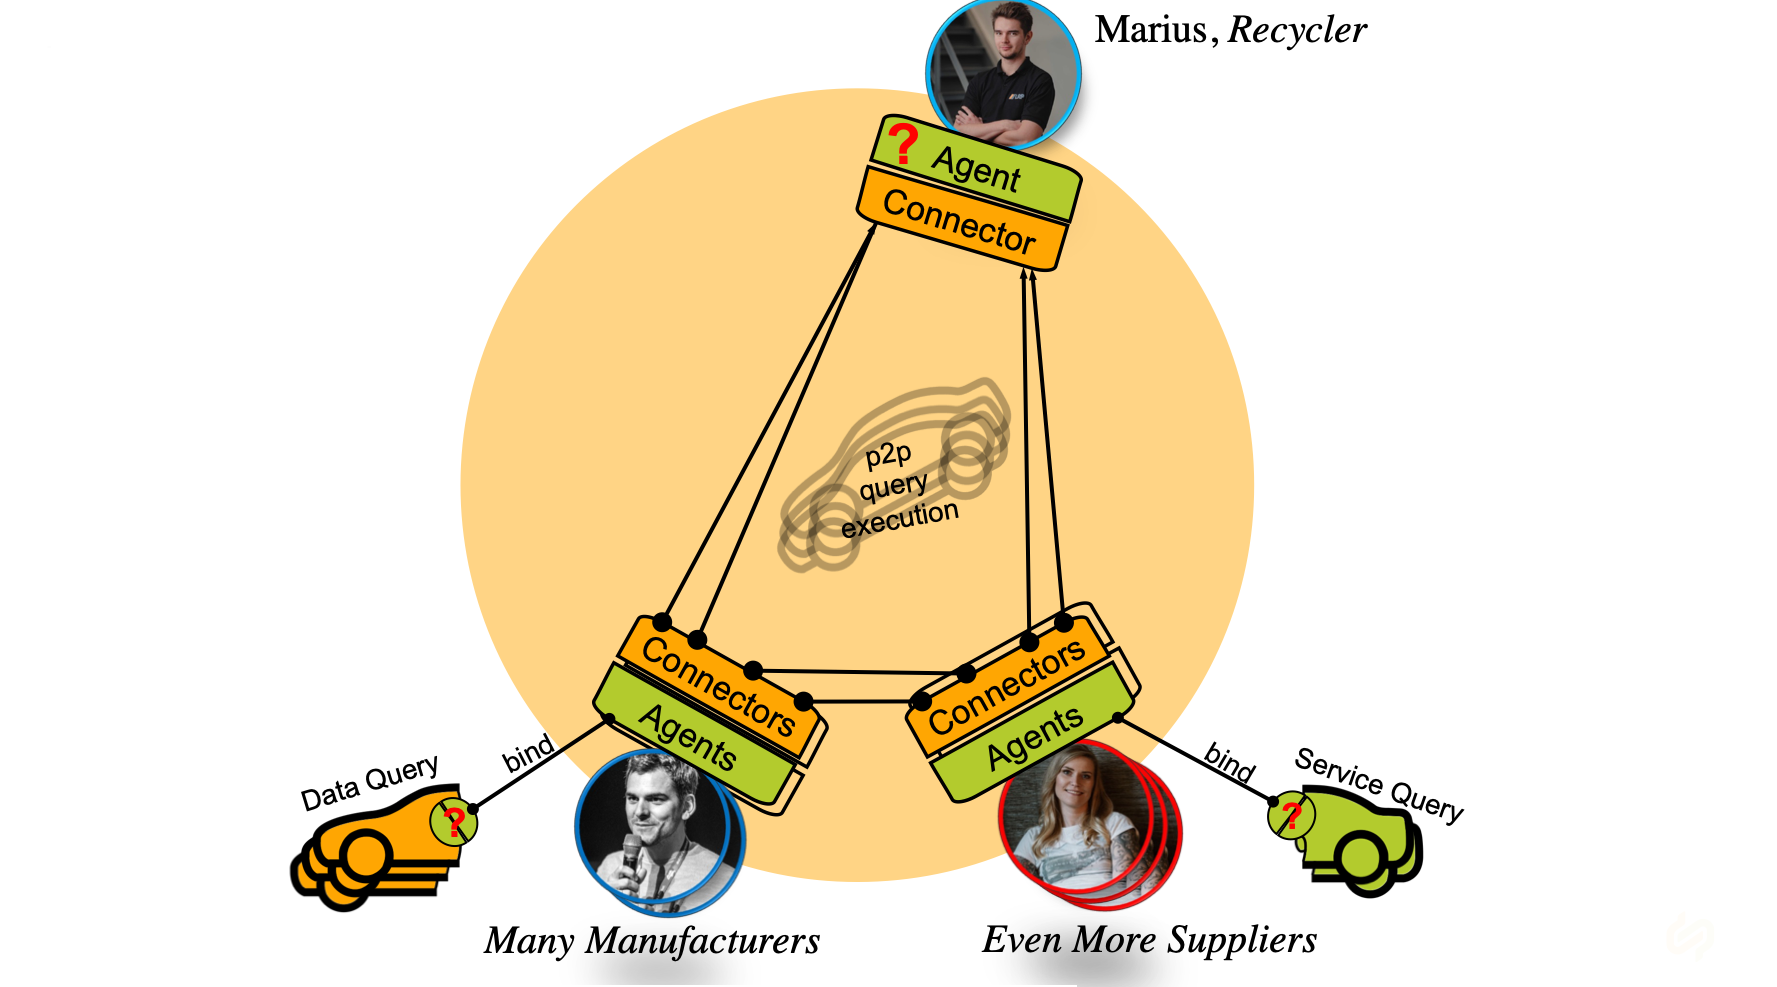 Marius, Recycler
? Agent
Connector
p2p
query
execution
Connectors
Agents
Connectors
Agents
bind
Data Query
?
bind
Service Query
?
Many Manufacturers
Even More Suppliers